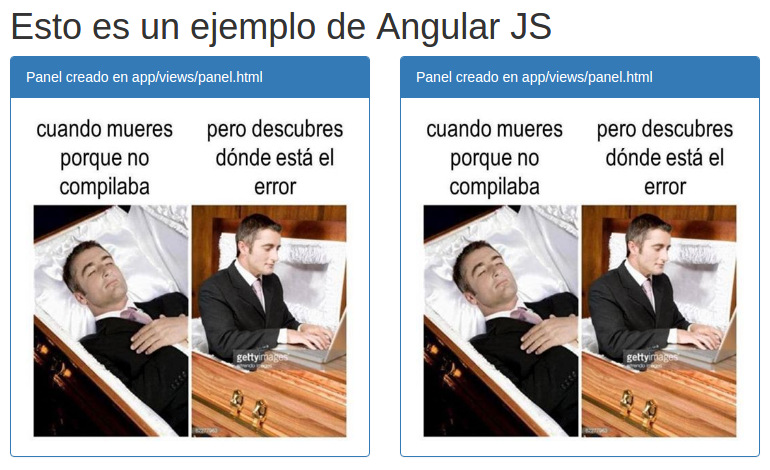 Esto es un ejemplo de Angular JS
Panel creado en app/views/panel.html
cuando mueres
porque no
compilaba
pero descubres
dónde está el
error
gettyimages
Panel creado en app/views/panel.html
cuando mueres
porque no
compilaba
pero descubres
dónde está el
error
gettyimages